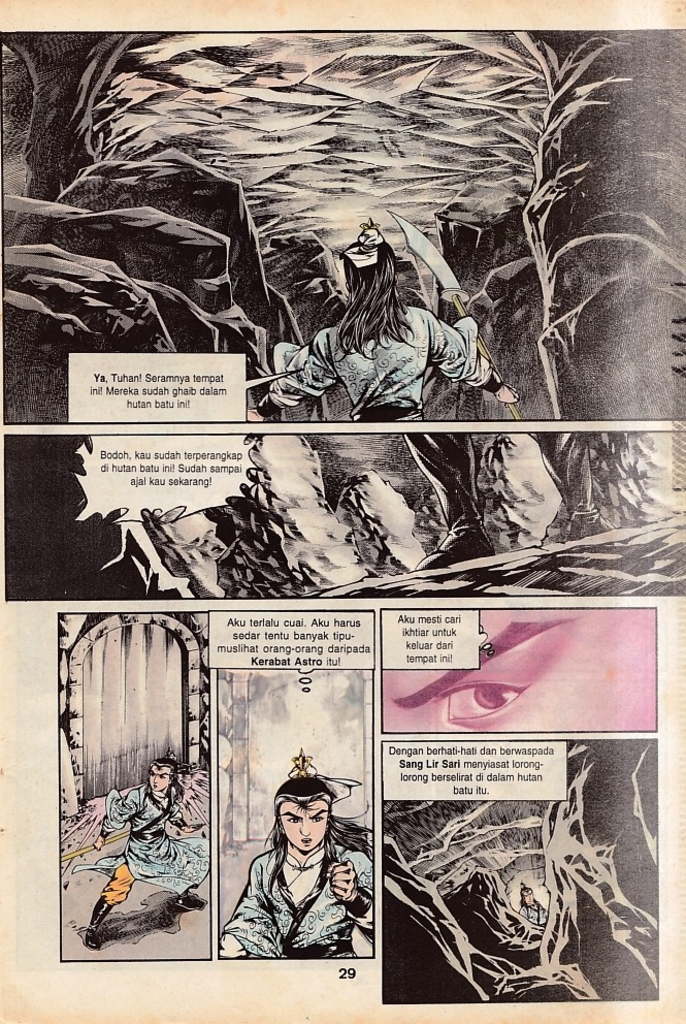 Ya, Tuhan! Seramnya tempat
ini! Mereka sudah ghaib dalam
hutan batu ini!
Bodoh, kau sudah terperangkap
di hutan batu ini! Sudah sampai
ajal kau sekarang!
Aku terlalu cuai. Aku harus
sedar tentu banyak tipu-
muslihat orang-orang daripada
Kerabat Astro itu!
Aku mesti cari
ikhtiar untuk
keluar dari
tempat ini!
Dengan berhati-hati dan berwaspada
Sang Lir Sari menyiasat lorong-
lorong berselirat di dalam hutan
batu itu.
29